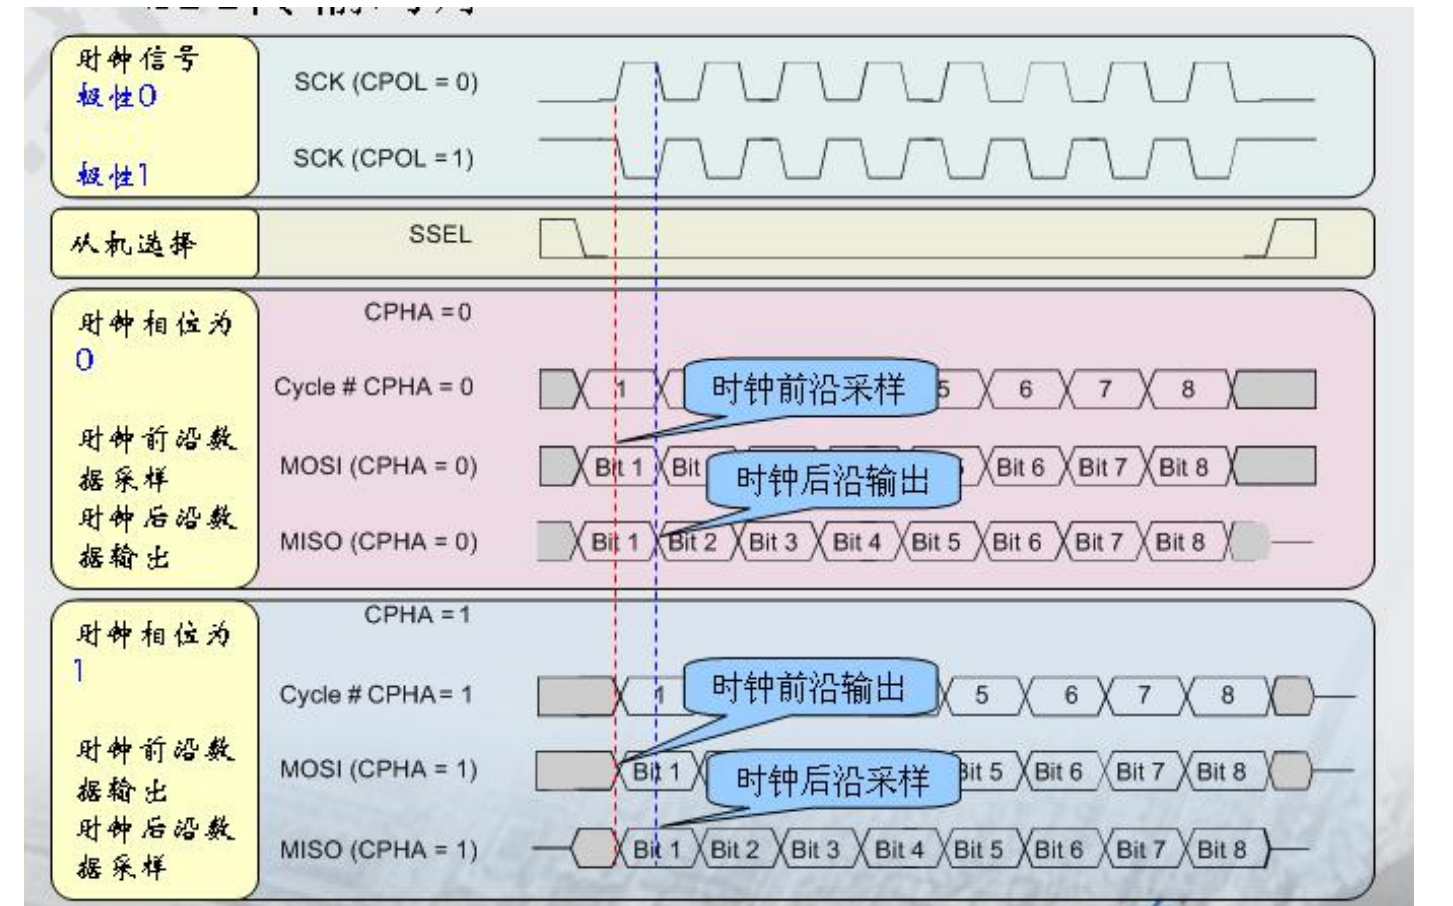 时钟信号
极性0
极性1
SCK (CPOL = 0)
SCK (CPOL = 1)
从机选择
SSEL
时钟相位为
0
时钟前沿数
据采样
时钟后沿数
据输出
CPHA = 0
Cycle # CPHA = 0
1 5 6 7 8
时钟前沿采样
MOSI (CPHA = 0)
Bit 1 Bit Bit 6 Bit 7 Bit 8
时钟后沿输出
MISO (CPHA = 0)
Bit 1 Bit 2 Bit 3 Bit 4 Bit 5 Bit 6 Bit 7 Bit 8
时钟相位为
1
时钟前沿数
据输出
时钟后沿数
据采样
CPHA = 1
Cycle # CPHA = 1
1 5 6 7 8
时钟前沿输出
MOSI (CPHA = 1)
Bit 1 Bit 5 Bit 6 Bit 7 Bit 8
时钟后沿采样
MISO (CPHA = 1)
Bit 1 Bit 2 Bit 3 Bit 4 Bit 5 Bit 6 Bit 7 Bit 8